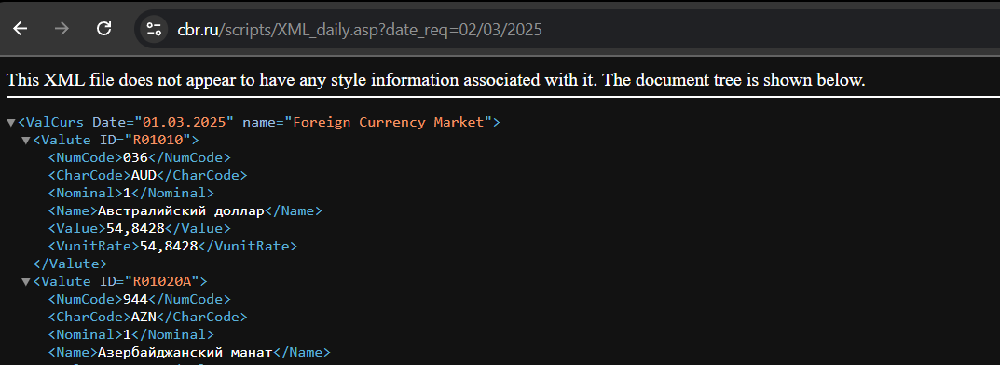 cbr.ru/scripts/XML_daily.asp?date_req=02/03/2025
This XML file does not appear to have any style information associated with it. The document tree is shown below.
<ValCurs Date="01.03.2025" name="Foreign Currency Market">
<Valute ID="R01010">
<NumCode>036</NumCode>
<CharCode>AUD</CharCode>
<Nominal>1</Nominal>
<Name>Австралийский доллар</Name>
<Value>54,8428</Value>
<VunitRate>54,8428</VunitRate>
</Valute>
<Valute ID="R01020A">
<NumCode>944</NumCode>
<CharCode>AZN</CharCode>
<Nominal>1</Nominal>
<Name>Азербайджанский манат</Name>